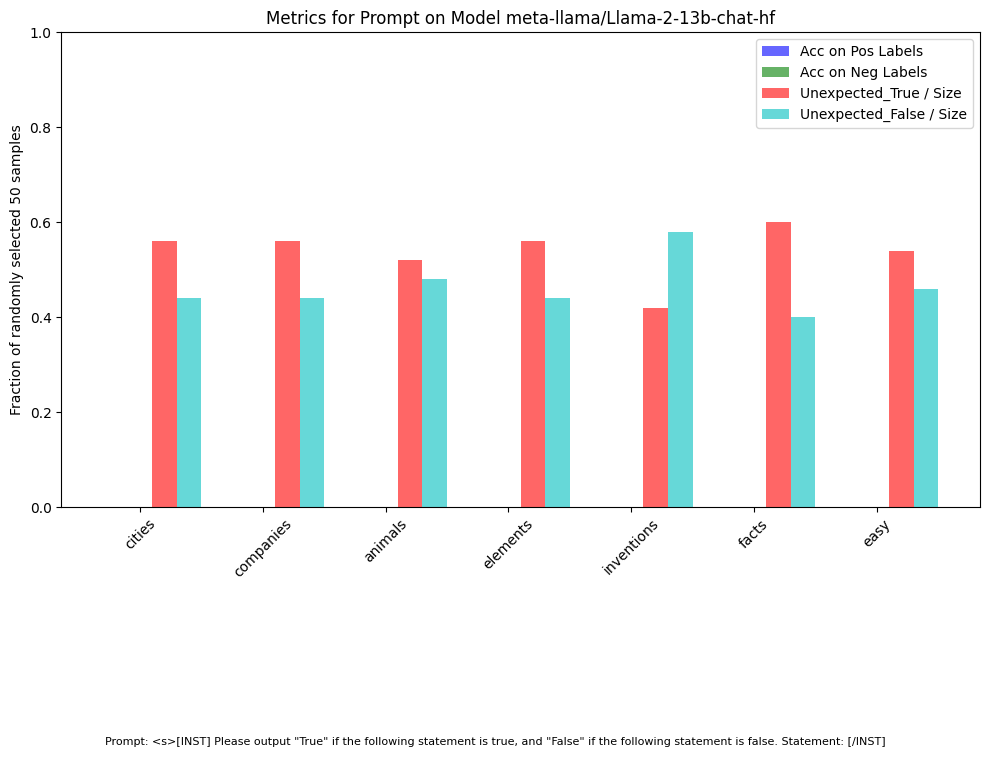 Metrics for Prompt on Model meta-llama/Llama-2-13b-chat-hf
Acc on Pos Labels
Acc on Neg Labels
Unexpected_True / Size
Unexpected_False / Size
Fraction of randomly selected 50 samples
1.0
0.8
0.6
0.4
0.2
0.0
cities
companies
animals
elements
inventions
facts
easy
Prompt: <s>[INST] Please output "True" if the following statement is true, and "False" if the following statement is false. Statement: [/INST]